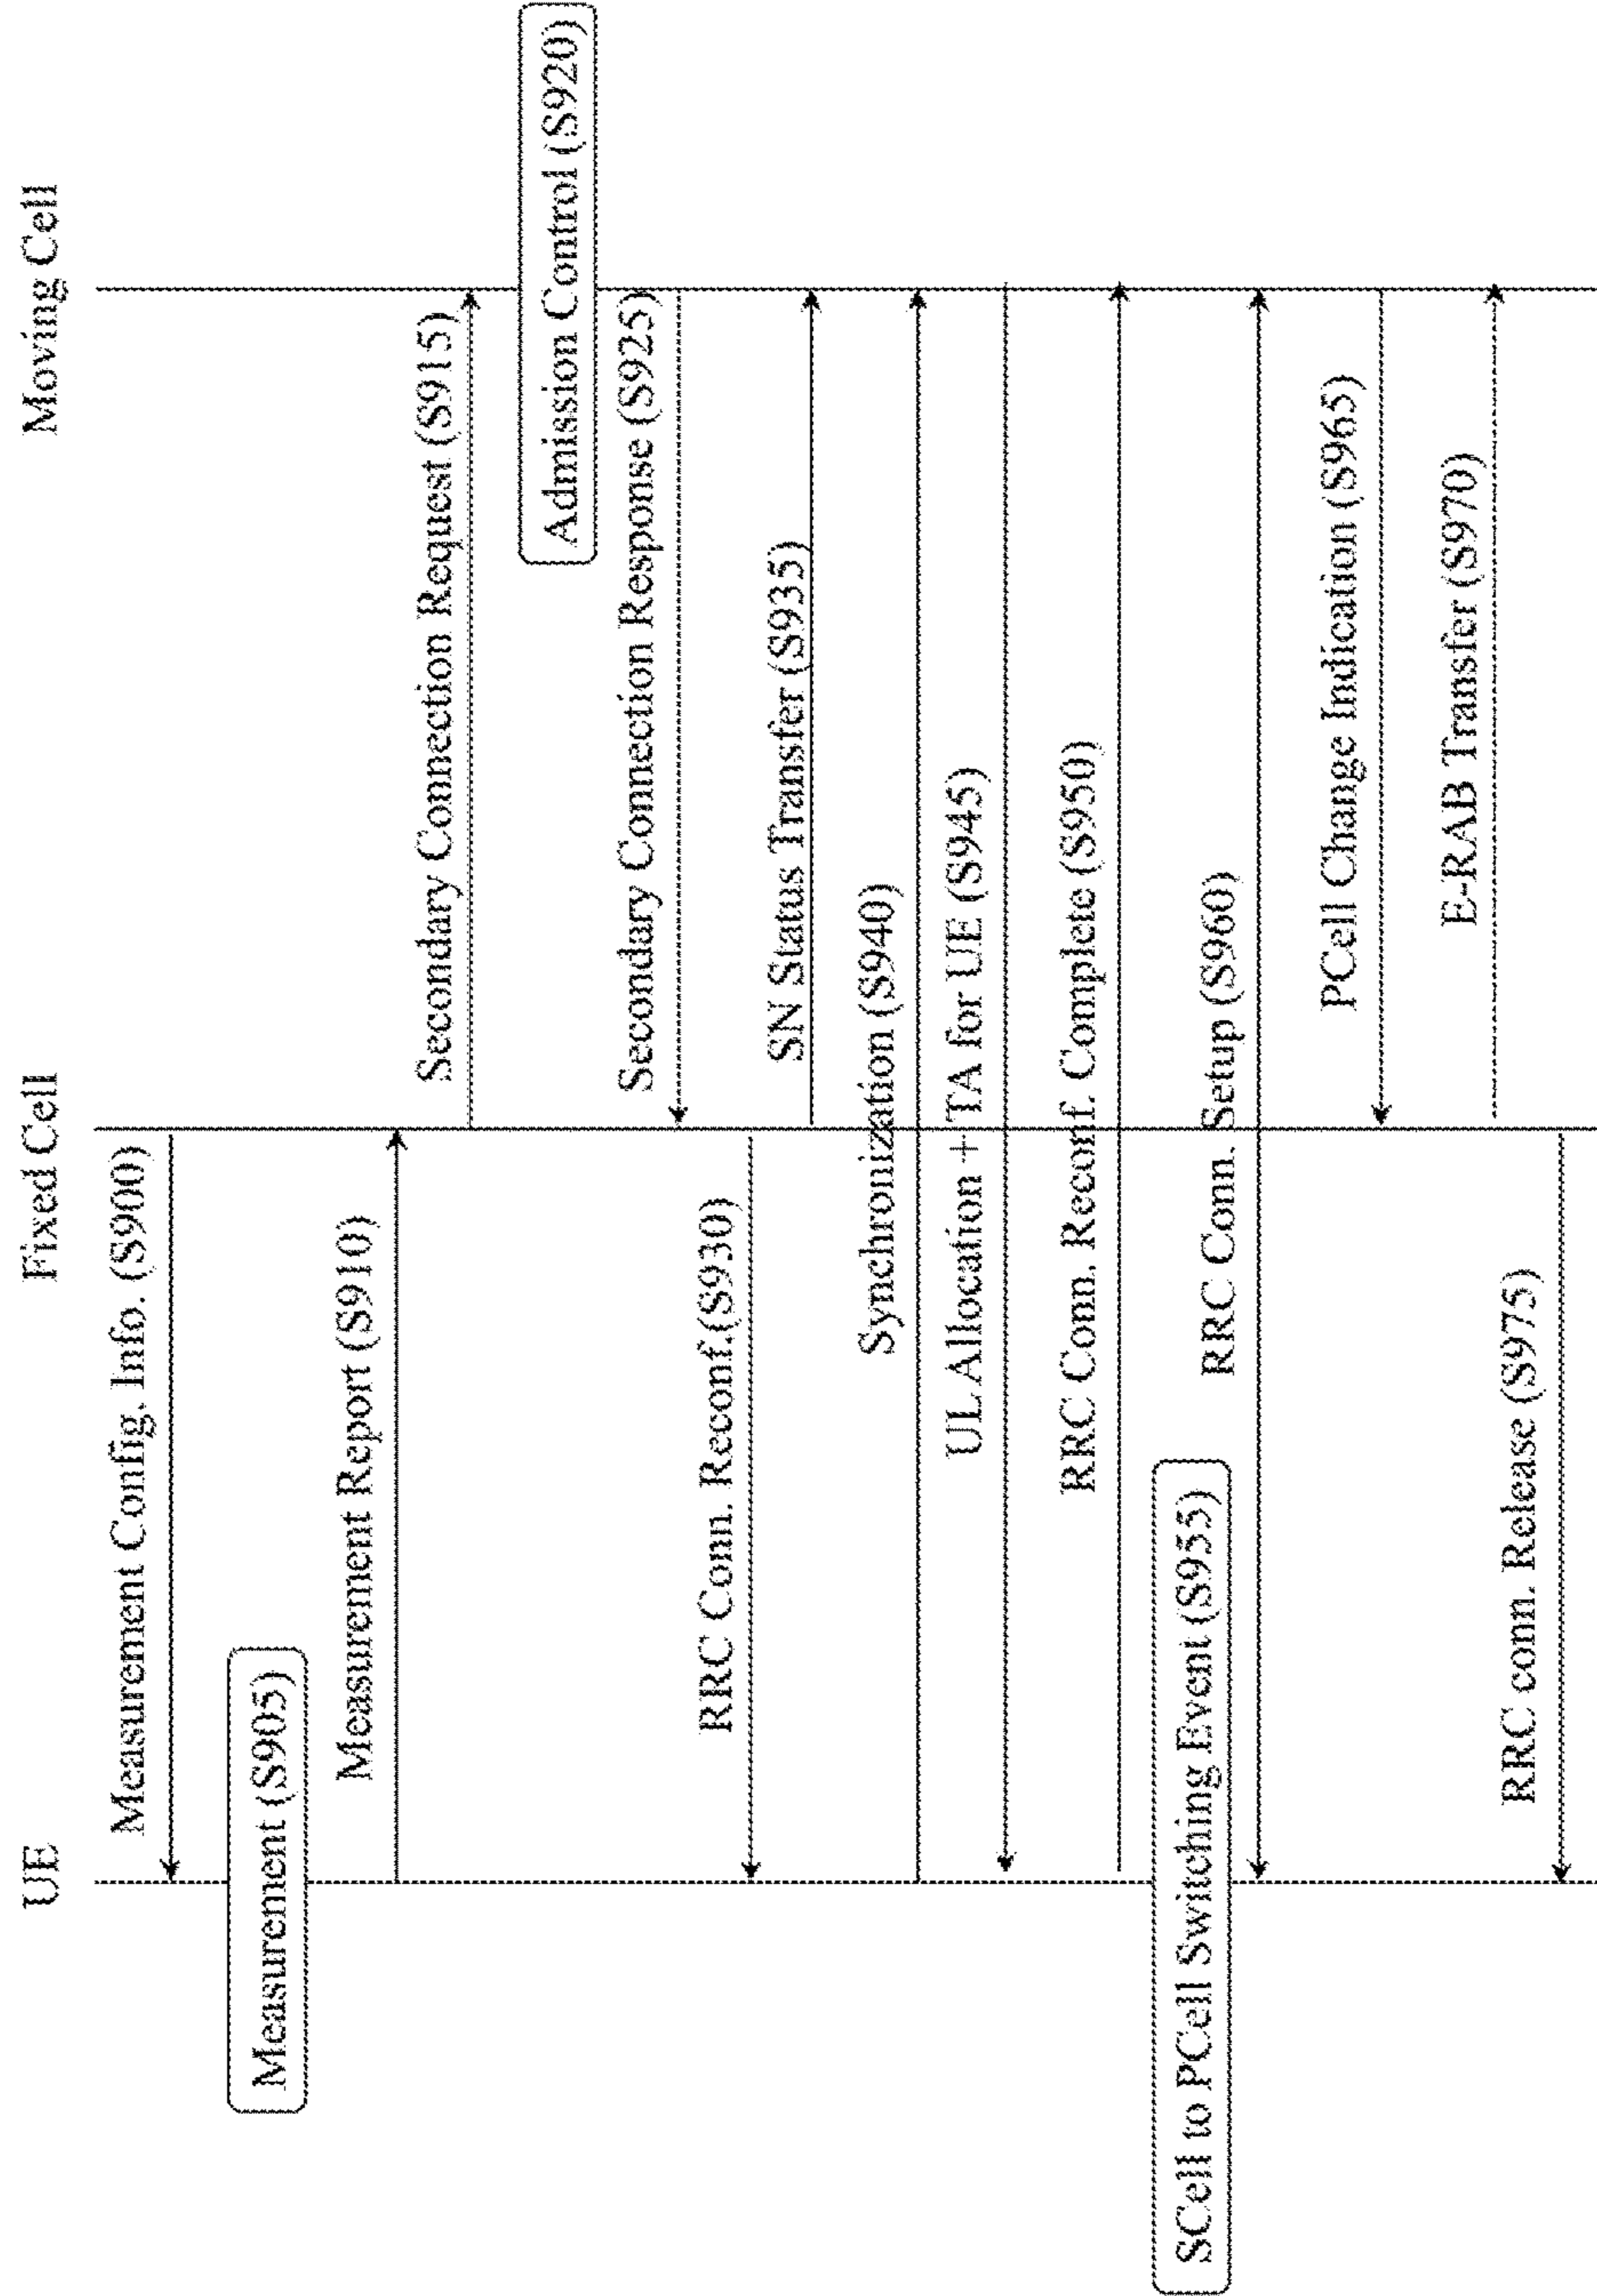 UE
Fixed Cell
Moving Cell
Measurement Config. Info. (S900)
Measurement (S905)
Measurement Report (S910)
Secondary Connection Request (S915)
Admission Control (S920)
Secondary Connection Response (S925)
RRC Conn. Reconf.(S930)
SN Status Transfer (S935)
Synchronization (S940)
UL Allocation + TA for UE (S945)
RRC Conn. Reconf. Complete (S950)
SCell to PCell Switching Event (S955)
RRC Conn. Setup (S960)
PCell Change Indication (S965)
E-RAB Transfer (S970)
RRC conn. Release (S975)